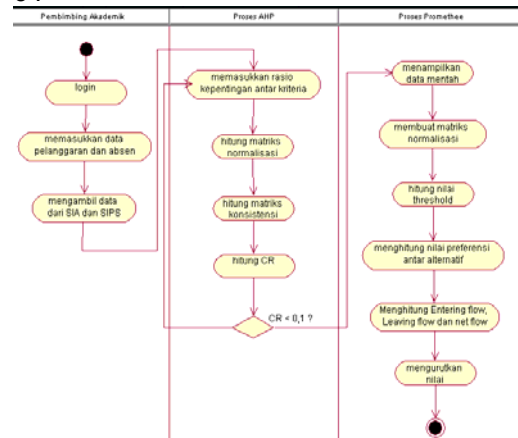 Pembimbing Akademik
Proses AHP
Proses Promethee
login
memasukkan data
pelanggaran dan absen
mengambil data
dari SIA dan SIPS
memasukkan rasio
kepentingan antar kriteria
hitung matriks
normalisasi
hitung matriks
konsistensi
hitung CR
CR < 0,1 ?
menampilkan
data mentah
membuat matriks
normalisasi
hitung nilai
threshold
menghitung nilai preferensi
antar alternatif
Menghitung Entering flow,
Leaving flow dan net flow
mengurutkan
nilai